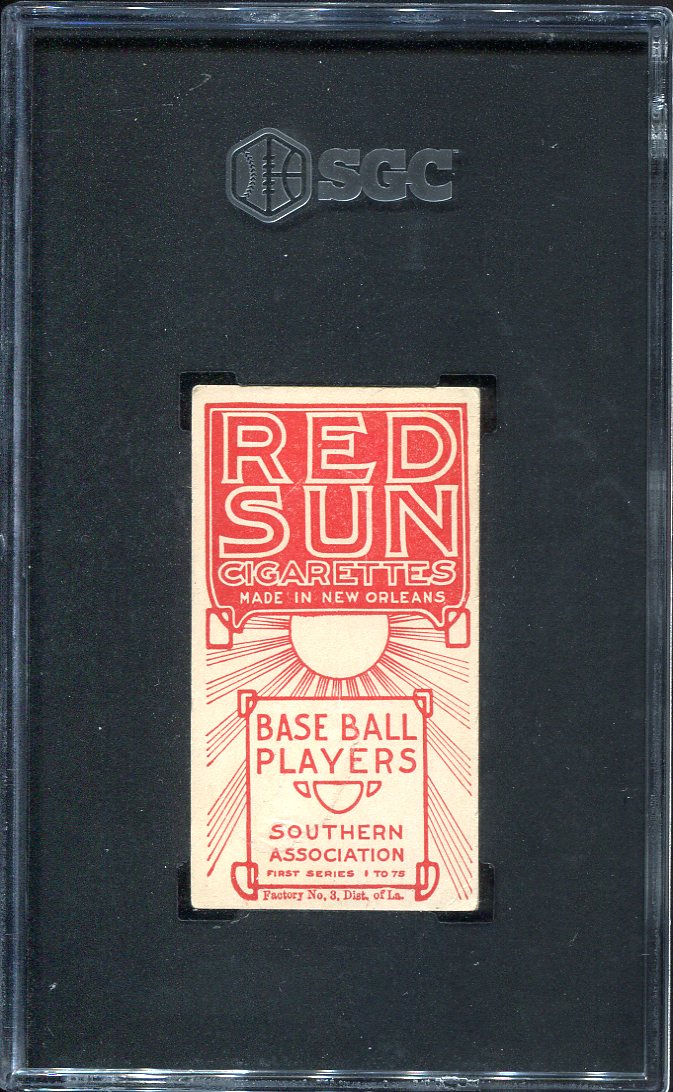 SGC
RED
SUN
CIGARETTES
MADE IN NEW ORLEANS
BASE BALL
PLAYERS
SOUTHERN
ASSOCIATION
FIRST SERIES 1 TO 75
Factory No, 3, Dist. of La.